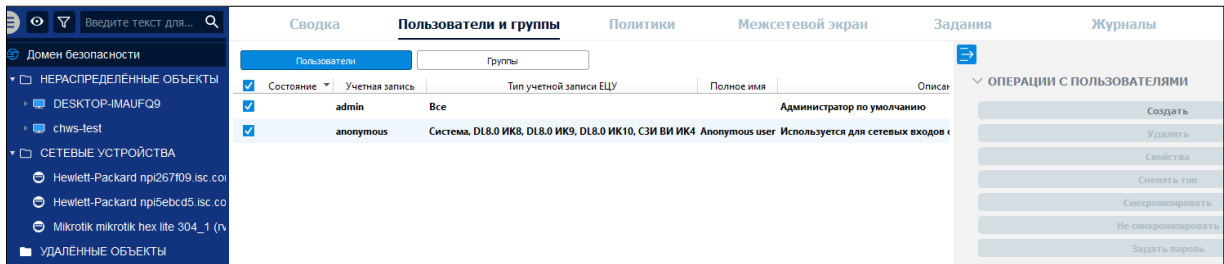 Введите текст для...
Домен безопасности
НЕРАСПРЕДЕЛЁННЫЕ ОБЪЕКТЫ
DESKTOP-IMAUFQ9
chws-test
СЕТЕВЫЕ УСТРОЙСТВА
Hewlett-Packard npi267f09.isc.co
Hewlett-Packard npi5ebcd5.isc.co
Mikrotik mikrotik hex lite 304_1 (rv
УДАЛЁННЫЕ ОБЪЕКТЫ
Сводка Пользователи и группы Политики Межсетевой экран Задания Журналы
Пользователи Группы
Состояние Учетная запись Тип учетной записи ЕЦУ Полное имя Описан
admin Все Администратор по умолчанию
anonymous Система, DL8.0 ИК8, DL8.0 ИК9, DL8.0 ИК10, СЗИ ВИ ИК4 Anonymous user Используется для сетевых входов с
ОПЕРАЦИИ С ПОЛЬЗОВАТЕЛЯМИ
Создать
Удалить
Свойства
Сменить тип
Синхронизировать
Не синхронизировать
Задать пароль